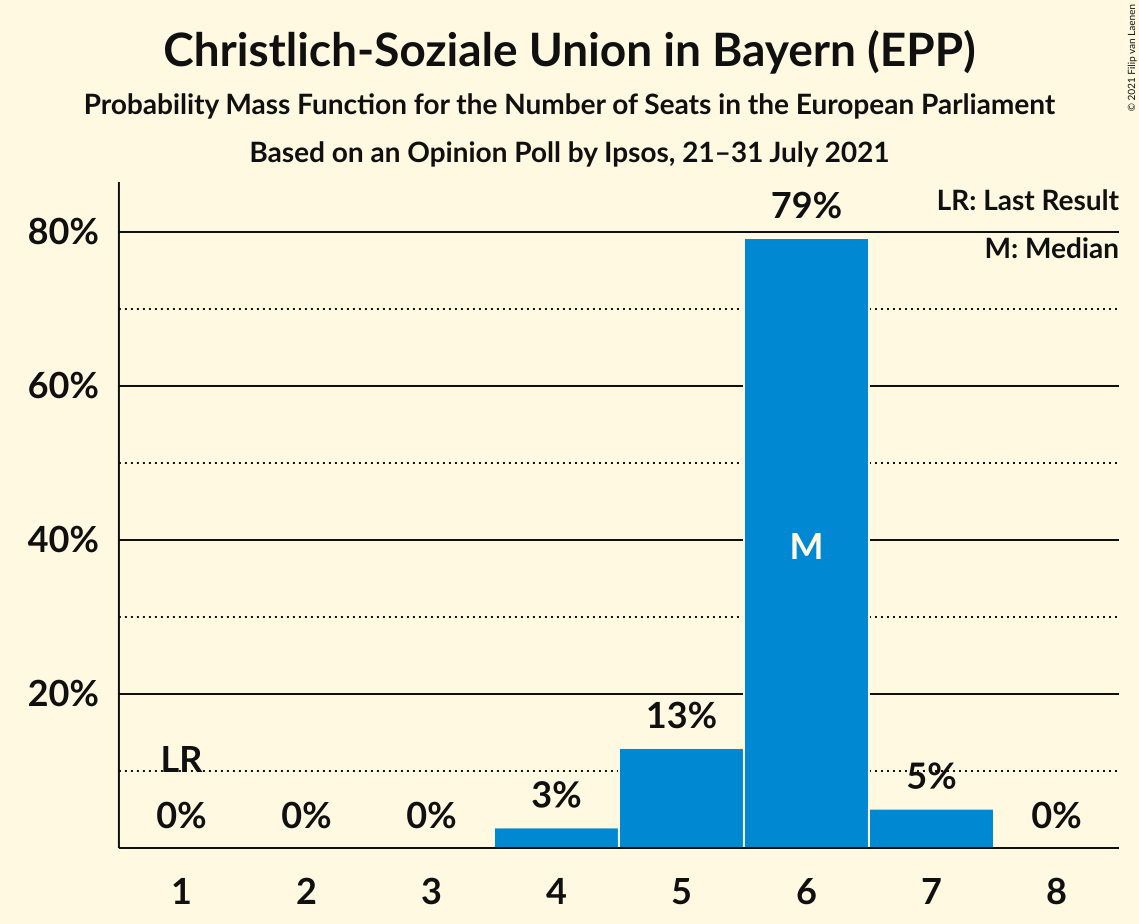 Christlich-Soziale Union in Bayern (EPP)
Probability Mass Function for the Number of Seats in the European Parliament
Based on an Opinion Poll by Ipsos, 21–31 July 2021
© 2021 Filip van Laenen
LR: Last Result
M: Median
80%
60%
40%
20%
LR
0%
0%
0%
3%
13%
79%
M
5%
0%
1
2
3
4
5
6
7
8